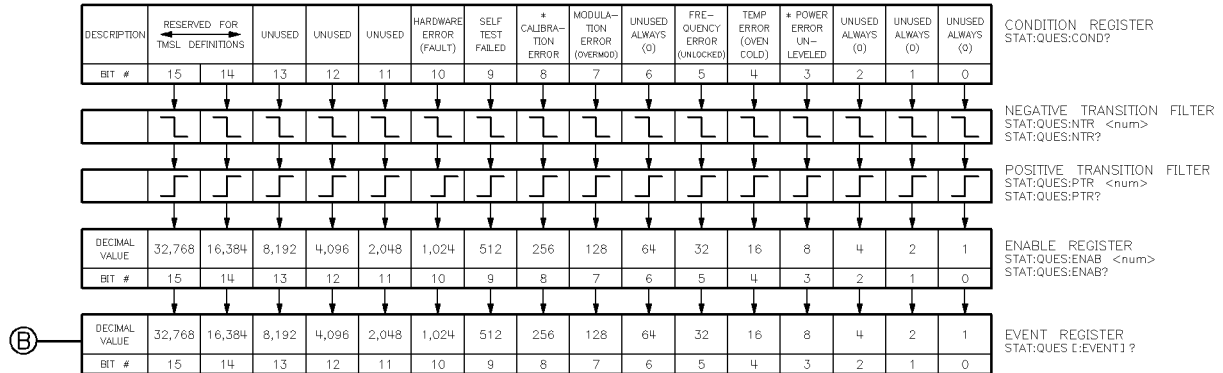 DESCRIPTION
RESERVED FOR
TMSL DEFINITIONS
UNUSED
UNUSED
UNUSED
HARDWARE
ERROR
(FAULT)
SELF
TEST
FAILED
*
CALIBRA-
TION
ERROR
MODULA-
TION
ERROR
(OVERMOD)
UNUSED
ALWAYS
(0)
FRE-
QUENCY
ERROR
(UNLOCKED)
TEMP
ERROR
(OVEN
COLD)
* POWER
ERROR
UN-
LEVELED
UNUSED
ALWAYS
(0)
UNUSED
ALWAYS
(0)
UNUSED
ALWAYS
(0)
CONDITION REGISTER
STAT:QUES:COND?
BIT # 15 14 13 12 11 10 9 8 7 6 5 4 3 2 1 0
NEGATIVE TRANSITION FILTER
STAT:QUES:NTR <num>
STAT:QUES:NTR?
POSITIVE TRANSITION FILTER
STAT:QUES:PTR <num>
STAT:QUES:PTR?
DECIMAL
VALUE
32,768 16,384 8,192 4,096 2,048 1,024 512 256 128 64 32 16 8 4 2 1
BIT # 15 14 13 12 11 10 9 8 7 6 5 4 3 2 1 0
ENABLE REGISTER
STAT:QUES:ENAB <num>
STAT:QUES:ENAB?
B
DECIMAL
VALUE
32,768 16,384 8,192 4,096 2,048 1,024 512 256 128 64 32 16 8 4 2 1
BIT # 15 14 13 12 11 10 9 8 7 6 5 4 3 2 1 0
EVENT REGISTER
STAT:QUES [:EVENT] ?